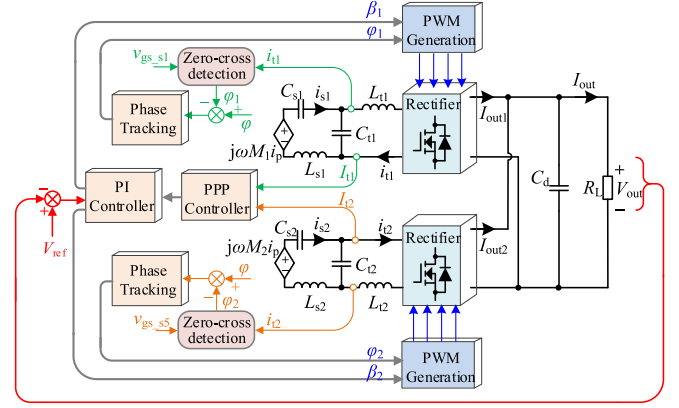 β1
φ1
PWM
Generation
vgs_s1
Zero-cross
detection
it1
φ1
−
+
φ
Phase
Tracking
Cs1
is1
Lt1
Ct1
jωM1ip
Ls1
it1
It1
Rectifier
Iout1
Iout
Cd
RL
+
Vout
−
PI
Controller
PPP
Controller
−
+
Vref
It2
Cs2
is2
it2
jωM2ip
Ct2
Ls2
Lt2
Rectifier
Iout2
Phase
Tracking
φ
+
−
φ2
vgs_s5
Zero-cross
detection
it2
φ2
β2
PWM
Generation